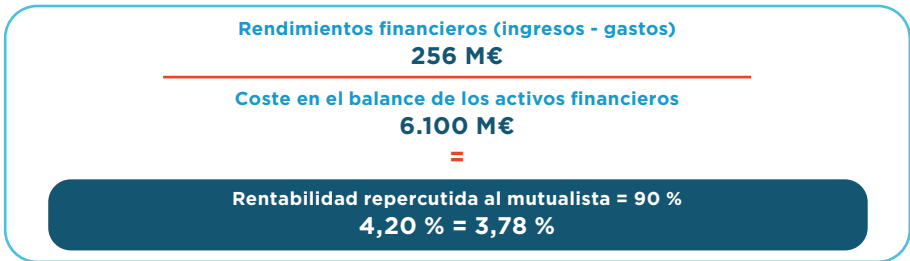 Rendimientos financieros (ingresos - gastos)
256 M€
Coste en el balance de los activos financieros
6.100 M€
=
Rentabilidad repercutida al mutualista = 90 %
4,20 % = 3,78 %